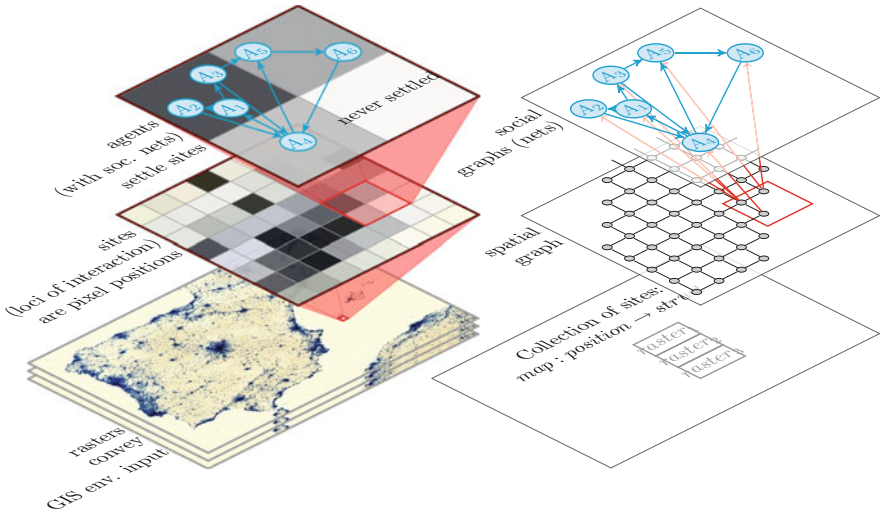 A5
A6
A3
A2
A1
A4
never settled
agents
(with soc. nets)
settle sites
sites
(loci of interaction)
are pixel positions
rasters
convey
GIS env. input
A5
A6
A3
A2
A1
A4
social
graphs (nets)
spatial
graph
Collection of sites:
map : position → str
raster
raster
raster